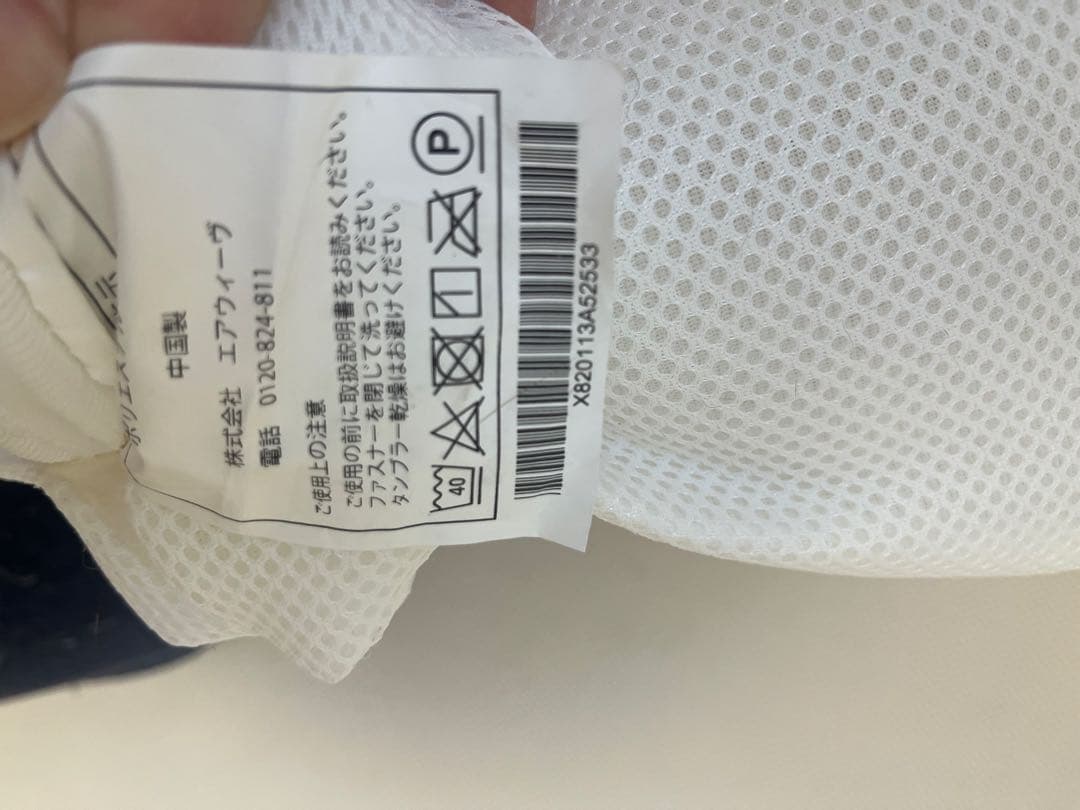 中国製
株式会社 エアウィーヴ
電話 0120-824-811
ご使用上の注意
ご使用の前に取扱説明書をお読みください。
ファスナーを閉じて洗ってください。
タンブラー乾燥はお避けください。
40 P
X820113A52533